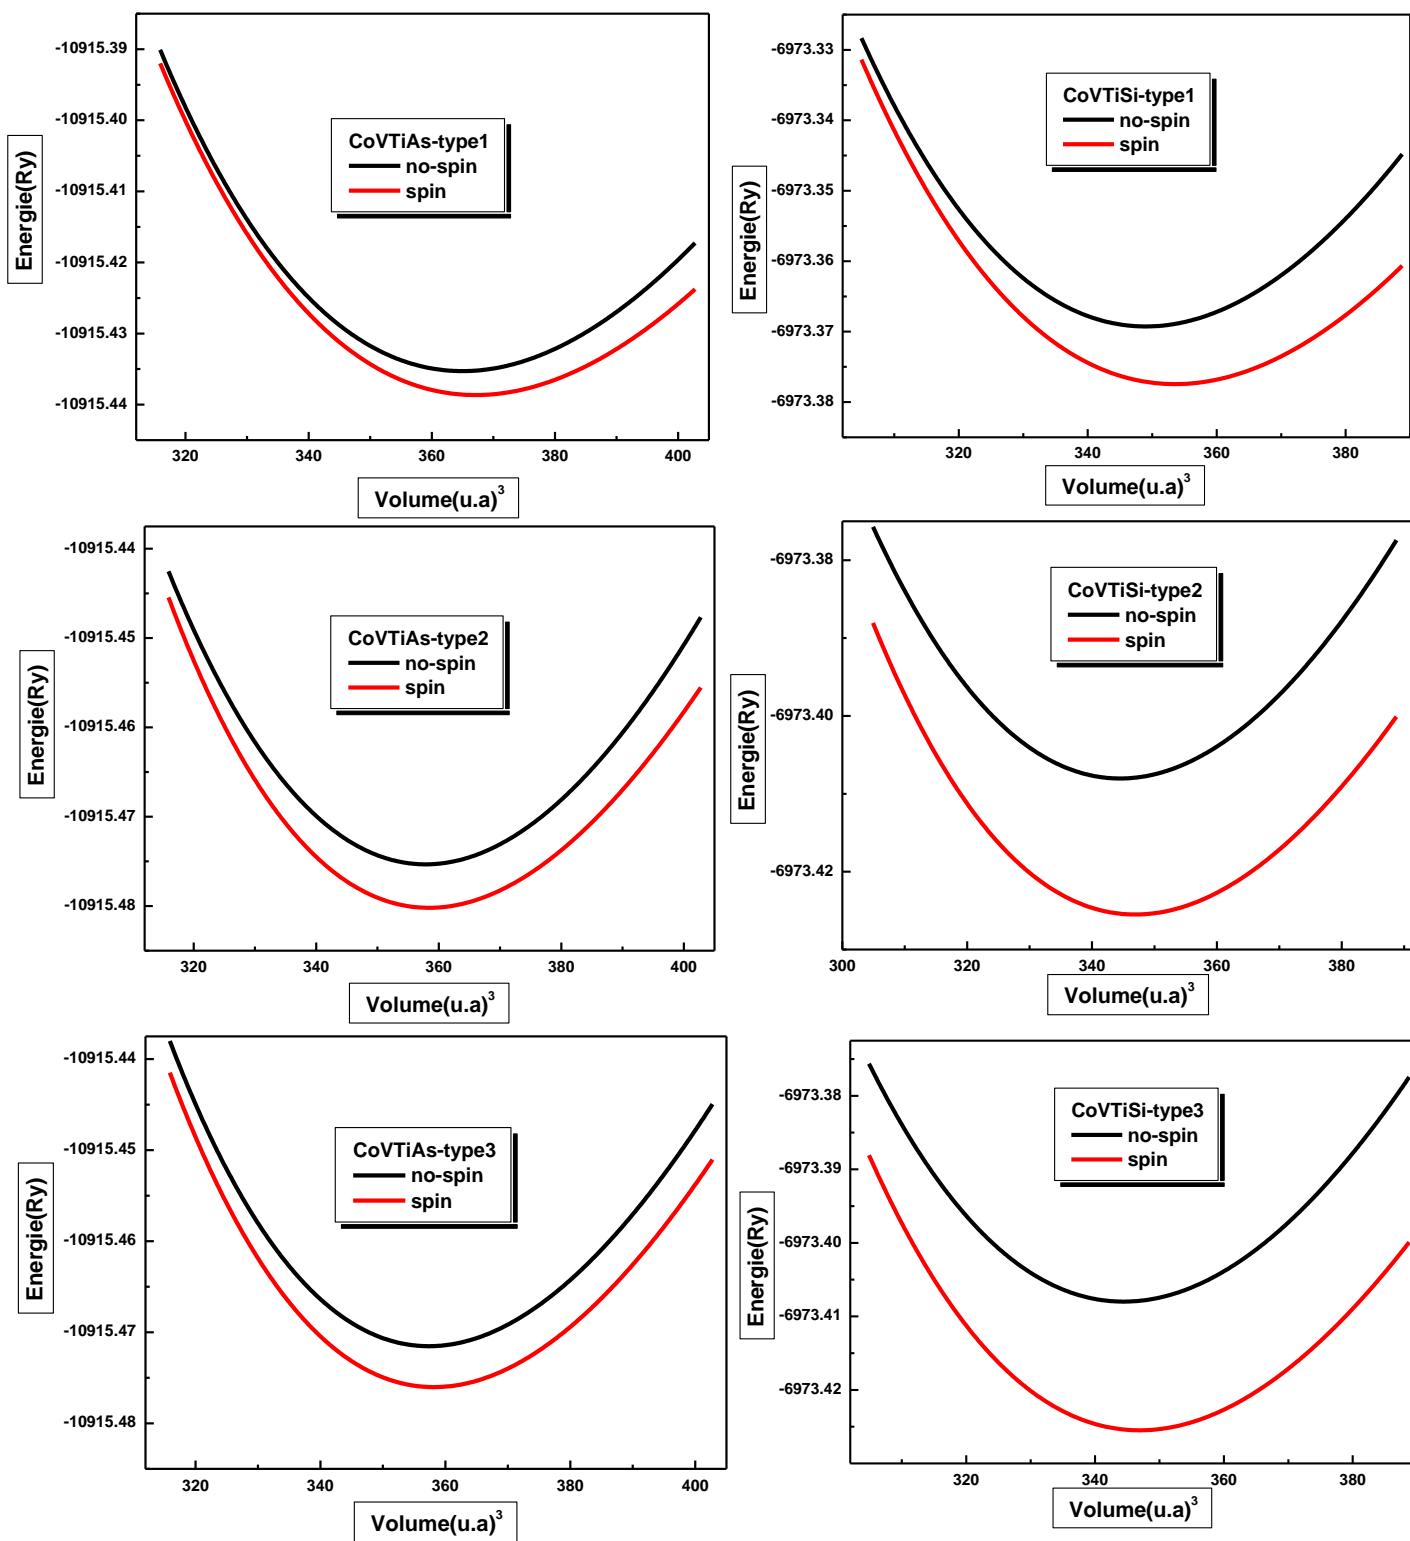 -10915.39
-10915.40
-10915.41
-10915.42
-10915.43
-10915.44
Energie(Ry)
CoVTiAs-type1
no-spin
spin
320 340 360 380 400
Volume(u.a)³
-6973.33
-6973.34
-6973.35
-6973.36
-6973.37
-6973.38
Energie(Ry)
CoVTiSi-type1
no-spin
spin
320 340 360 380
Volume(u.a)³
-10915.44
-10915.45
-10915.46
-10915.47
-10915.48
Energie(Ry)
CoVTiAs-type2
no-spin
spin
320 340 360 380 400
Volume(u.a)³
-6973.38
-6973.40
-6973.42
Energie(Ry)
CoVTiSi-type2
no-spin
spin
300 320 340 360 380
Volume(u.a)³
-10915.44
-10915.45
-10915.46
-10915.47
-10915.48
Energie(Ry)
CoVTiAs-type3
no-spin
spin
320 340 360 380 400
Volume(u.a)³
-6973.38
-6973.39
-6973.40
-6973.41
-6973.42
Energie(Ry)
CoVTiSi-type3
no-spin
spin
320 340 360 380
Volume(u.a)³